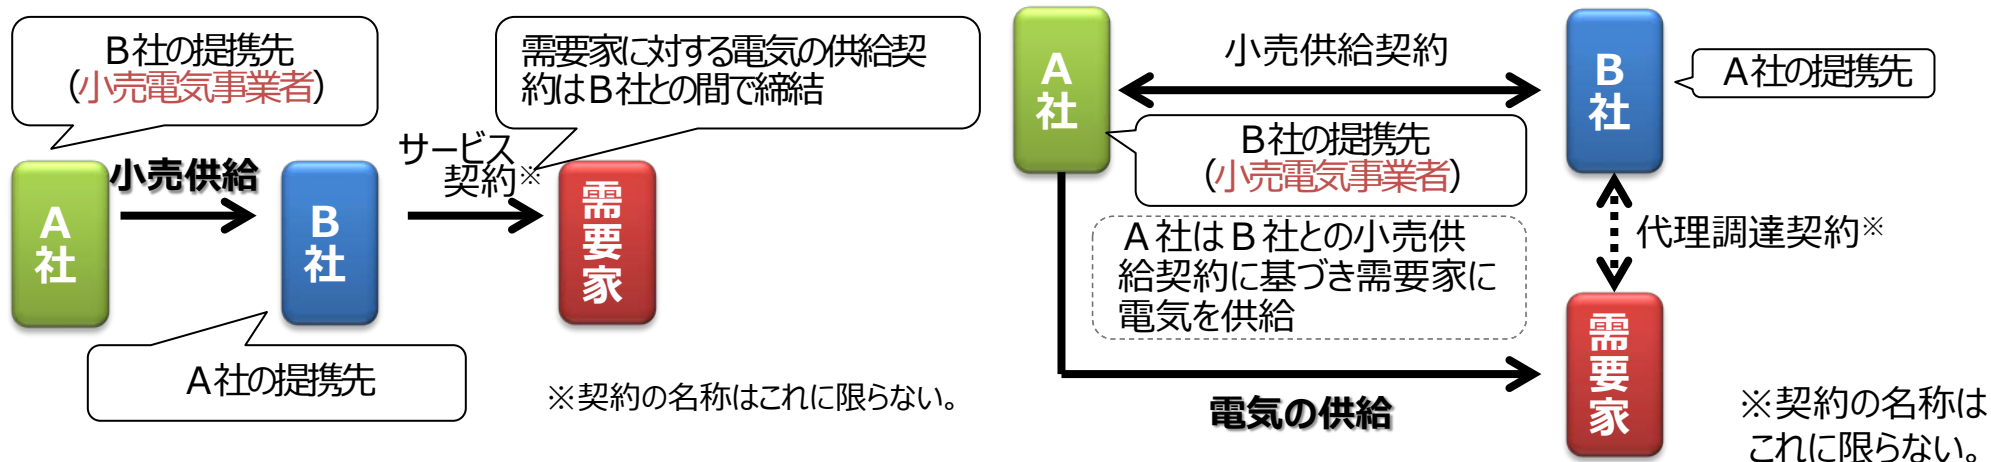 B社の提携先
(小売電気事業者)
需要家に対する電気の供給契
約はB社との間で締結
小売供給
サービス
契約※
A
社
B
社
需
要
家
A社の提携先
※契約の名称はこれに限らない。
A
社
小売供給契約
B
社
A社の提携先
B社の提携先
(小売電気事業者)
A社はB社との小売供
給契約に基づき需要家に
電気を供給
代理調達契約※
需
要
家
電気の供給
※契約の名称は
これに限らない。